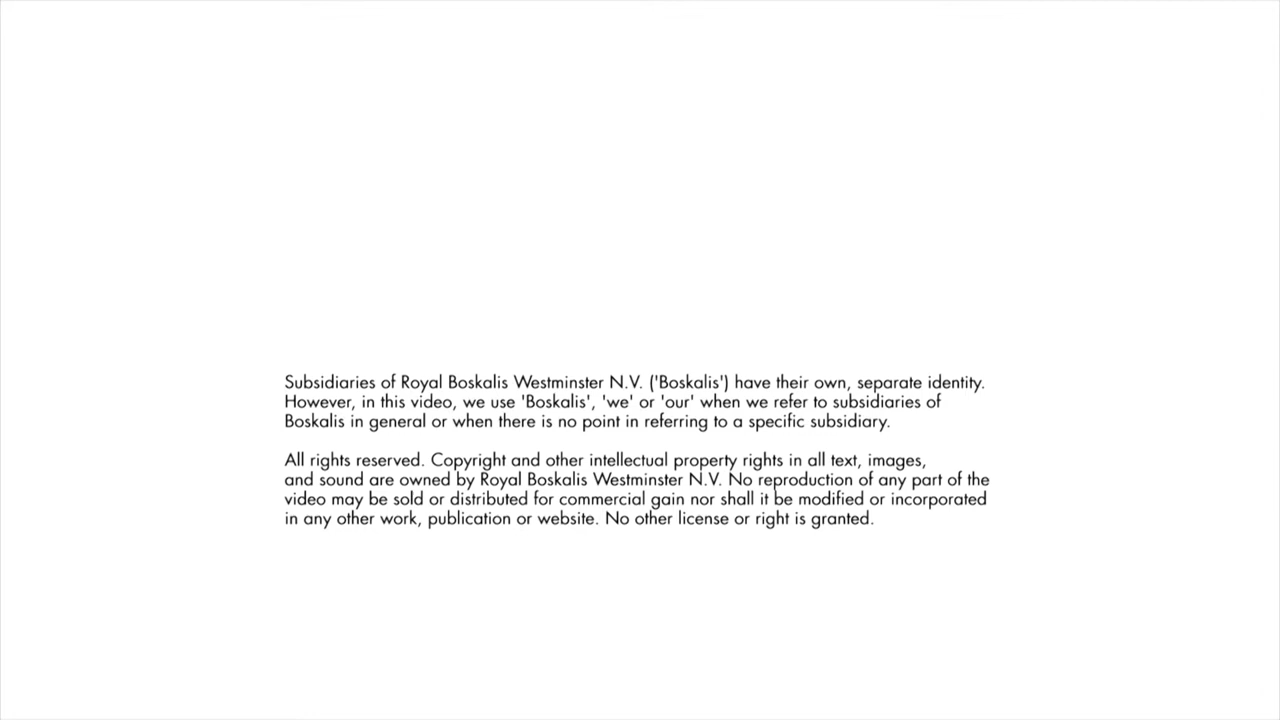 Subsidiaries of Royal Boskalis Westminster N.V. ('Boskalis') have their own, separate identity.
However, in this video, we use 'Boskalis', 'we' or 'our' when we refer to subsidiaries of
Boskalis in general or when there is no point in referring to a specific subsidiary.
All rights reserved. Copyright and other intellectual property rights in all text, images,
and sound are owned by Royal Boskalis Westminster N.V. No reproduction of any part of the
video may be sold or distributed for commercial gain nor shall it be modified or incorporated
in any other work, publication or website. No other license or right is granted.